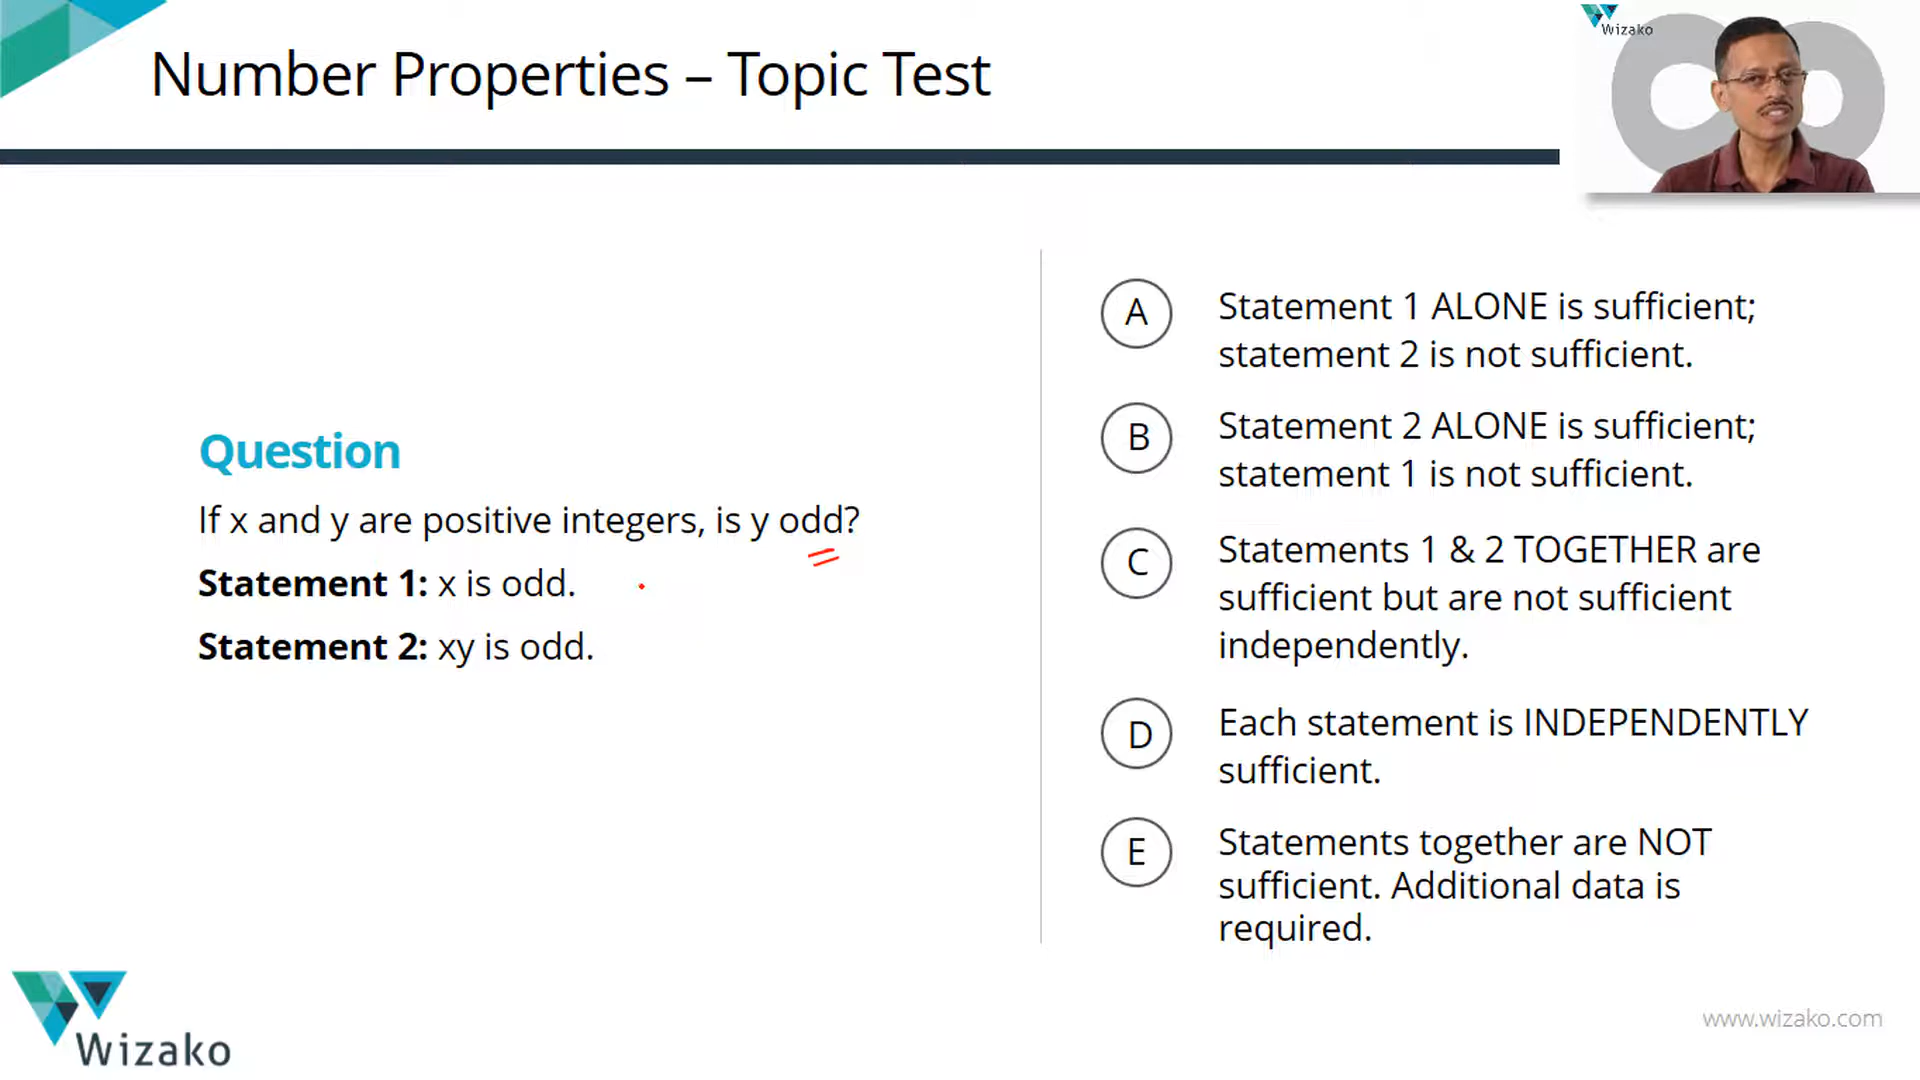 Number Properties – Topic Test
Wizako
Question
If x and y are positive integers, is y odd?
Statement 1: x is odd.
Statement 2: xy is odd.
A
Statement 1 ALONE is sufficient;
statement 2 is not sufficient.
B
Statement 2 ALONE is sufficient;
statement 1 is not sufficient.
C
Statements 1 & 2 TOGETHER are
sufficient but are not sufficient
independently.
D
Each statement is INDEPENDENTLY
sufficient.
E
Statements together are NOT
sufficient. Additional data is
required.
Wizako
www.wizako.com